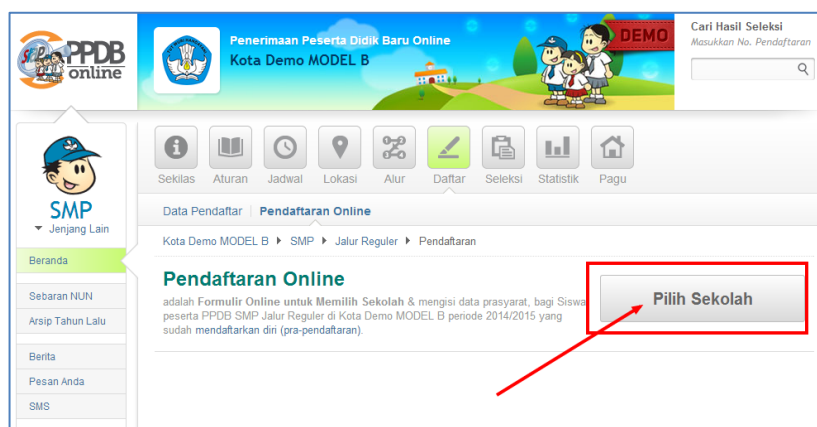 PPDB
online
Penerimaan Peserta Didik Baru Online
Kota Demo MODEL B
DEMO
Cari Hasil Seleksi
Masukkan No. Pendaftaran
SMP
Jenjang Lain
Sekilas Aturan Jadwal Lokasi Alur Daftar Seleksi Statistik Pagu
Data Pendaftar | Pendaftaran Online
Kota Demo MODEL B SMP Jalur Reguler Pendaftaran
Beranda
Sebaran NUN
Arsip Tahun Lalu
Berita
Pesan Anda
SMS
Pendaftaran Online
adalah Formulir Online untuk Memilih Sekolah & mengisi data prasyarat, bagi Siswa
peserta PPDB SMP Jalur Reguler di Kota Demo MODEL B periode 2014/2015 yang
sudah mendaftarkan diri (pra-pendaftaran).
Pilih Sekolah